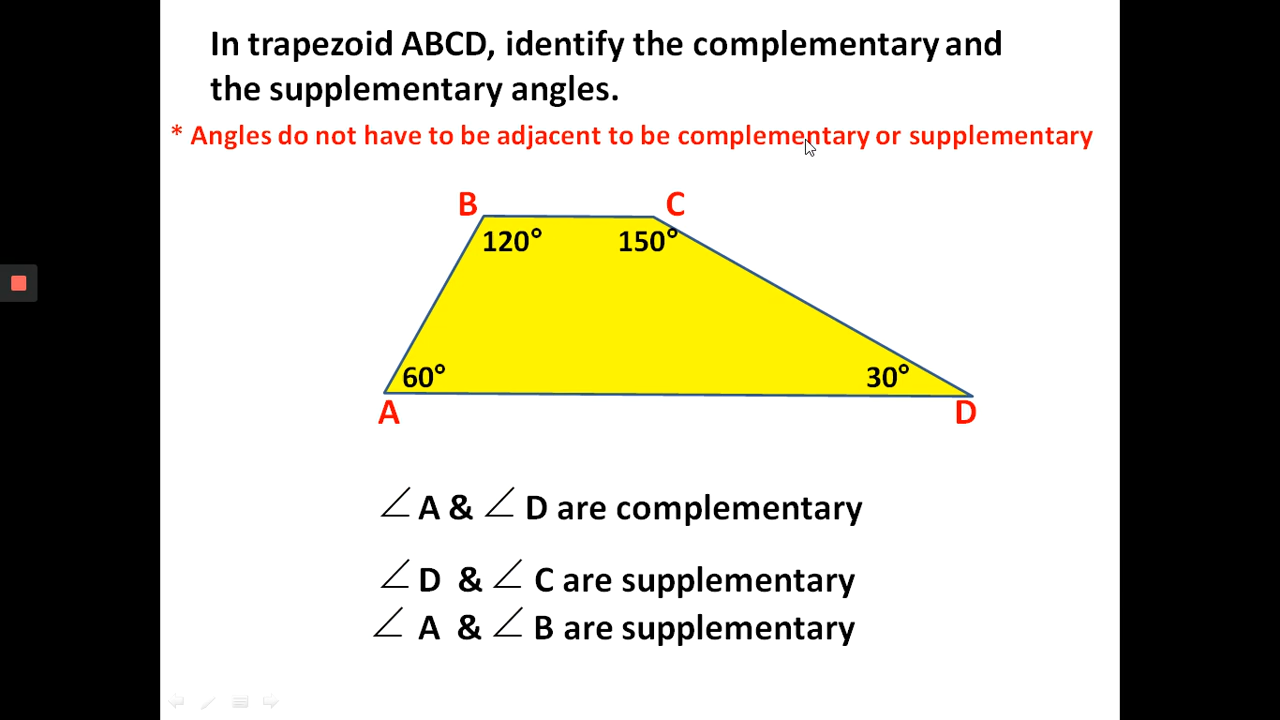 In trapezoid ABCD, identify the complementary and
the supplementary angles.
* Angles do not have to be adjacent to be complementary or supplementary
B C
120° 150°
60° 30°
A D
∠ A & ∠ D are complementary
∠ D & ∠ C are supplementary
∠ A & ∠ B are supplementary